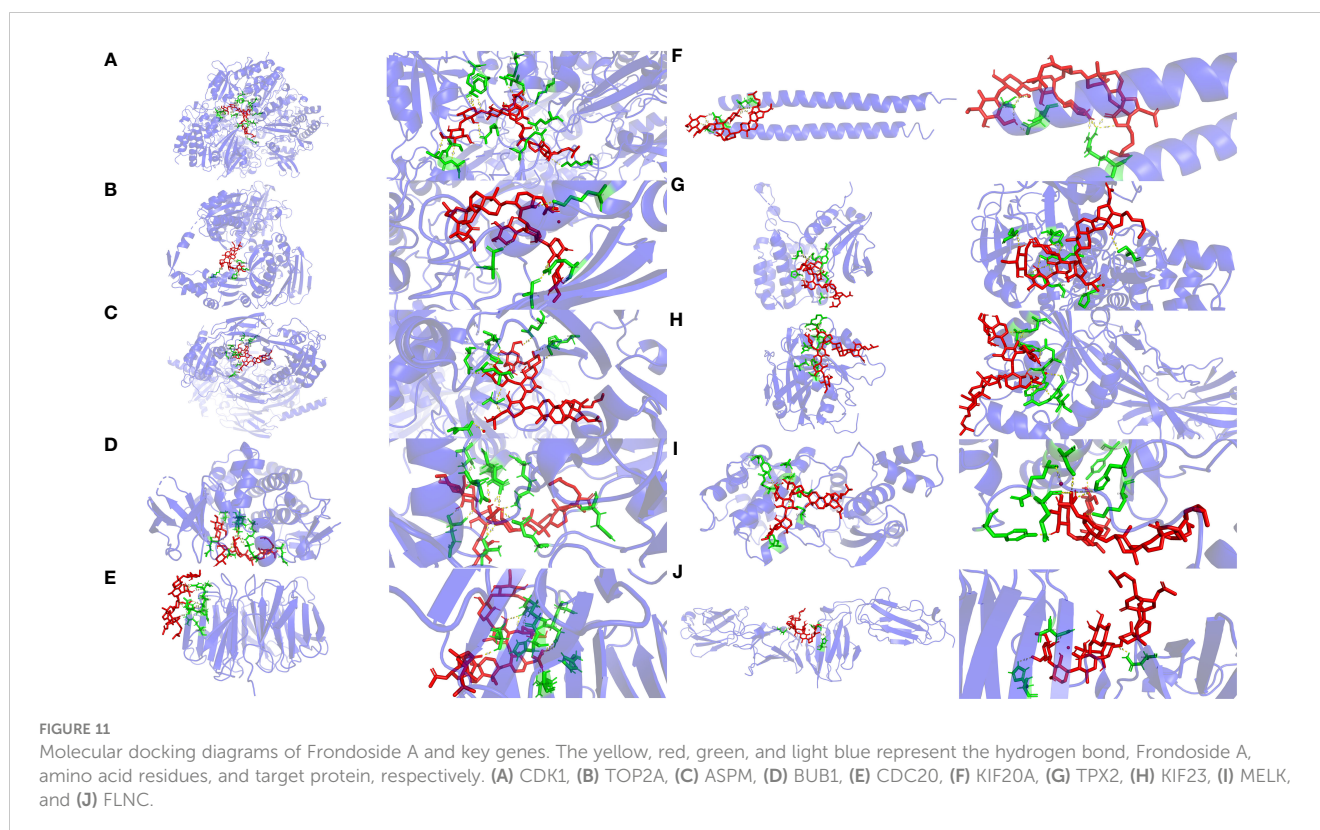 A
B
C
D
E
F
G
H
I
J
FIGURE 11
Molecular docking diagrams of Frondoside A and key genes. The yellow, red, green, and light blue represent the hydrogen bond, Frondoside A,
amino acid residues, and target protein, respectively. (A) CDK1, (B) TOP2A, (C) ASPM, (D) BUB1, (E) CDC20, (F) KIF20A, (G) TPX2, (H) KIF23, (I) MELK,
and (J) FLNC.